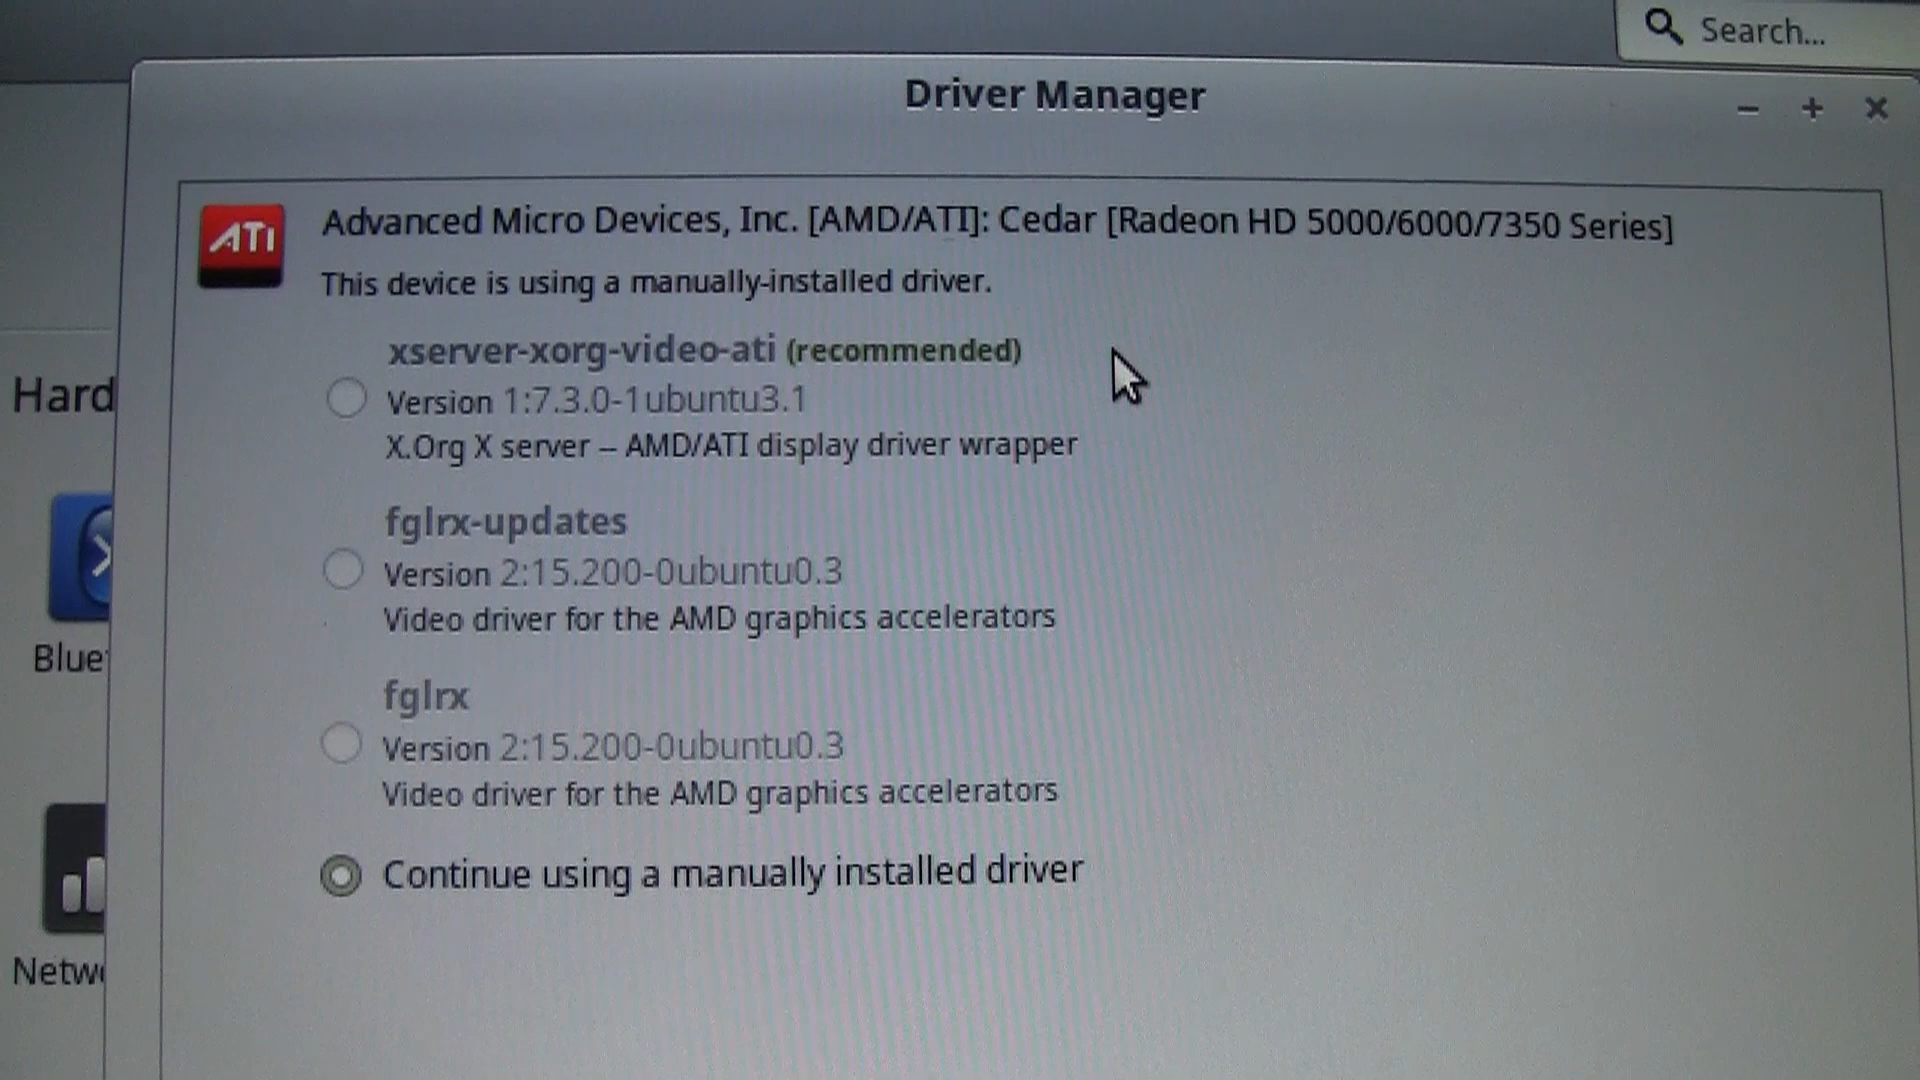 Search...
Driver Manager
ATI
Advanced Micro Devices, Inc. [AMD/ATI]: Cedar [Radeon HD 5000/6000/7350 Series]
This device is using a manually-installed driver.
xserver-xorg-video-ati (recommended)
Version 1:7.3.0-1ubuntu3.1
X.Org X server -- AMD/ATI display driver wrapper
fglrx-updates
Version 2:15.200-0ubuntu0.3
Video driver for the AMD graphics accelerators
fglrx
Version 2:15.200-0ubuntu0.3
Video driver for the AMD graphics accelerators
Continue using a manually installed driver
Hard
Blue
Netw